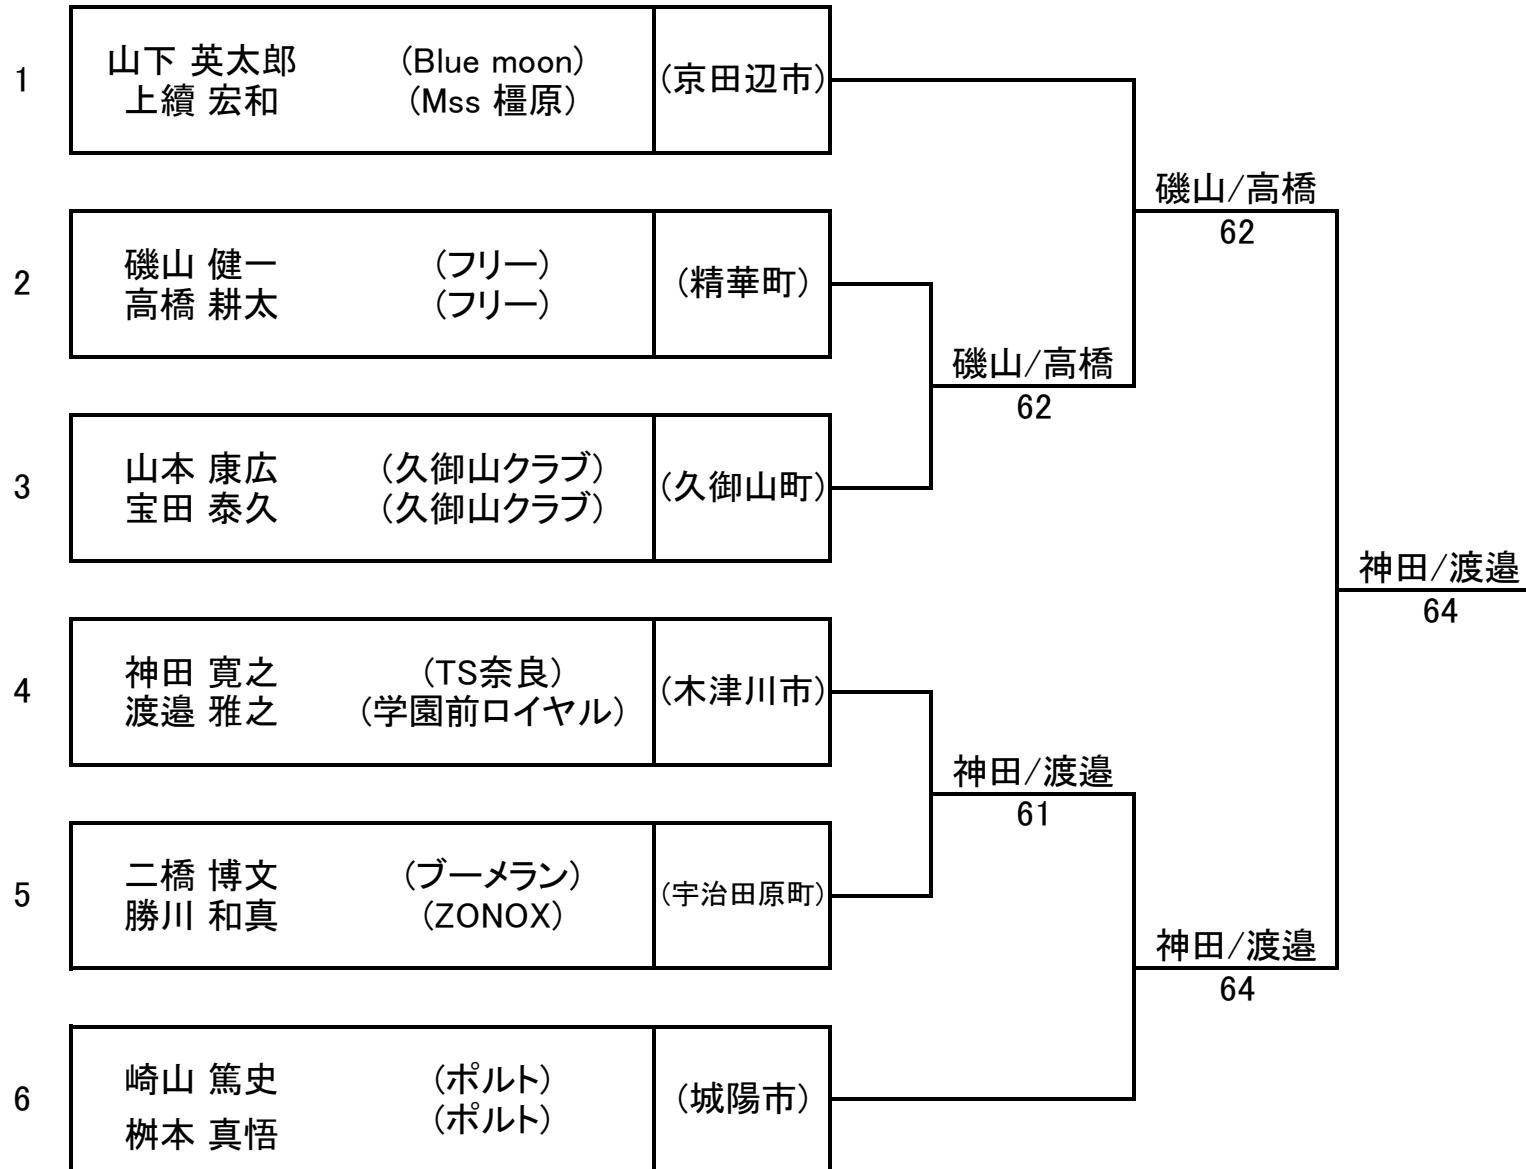 1
山下 英太郎 (Blue moon)
上續 宏和 (Mss 橿原)
(京田辺市)
磯山/高橋
62
2
磯山 健一 (フリー)
高橋 耕太 (フリー)
(精華町)
磯山/高橋
62
3
山本 康広 (久御山クラブ)
宝田 泰久 (久御山クラブ)
(久御山町)
神田/渡邉
64
4
神田 寛之 (TS奈良)
渡邉 雅之 (学園前ロイヤル)
(木津川市)
神田/渡邉
61
5
二橋 博文 (ブーメラン)
勝川 和真 (ZONOX)
(宇治田原町)
神田/渡邉
64
6
崎山 篤史 (ポルト)
桝本 真悟 (ポルト)
(城陽市)